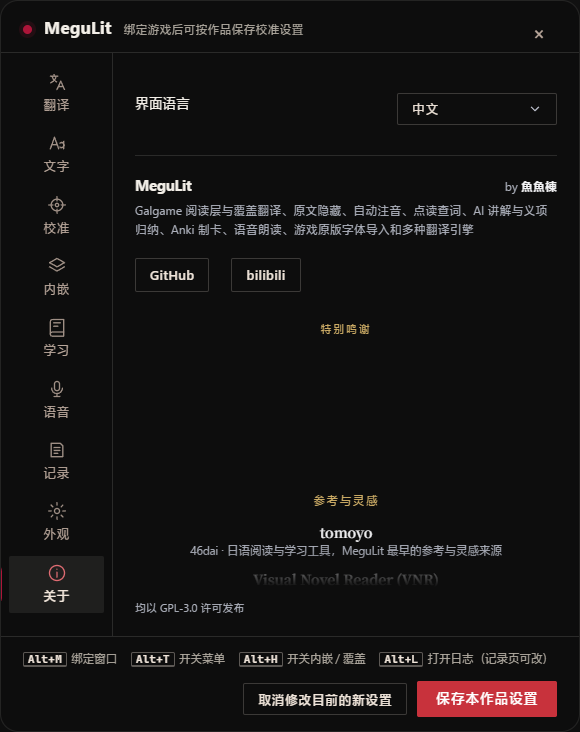 MeguLit 绑定游戏后可按作品保存校准设置
翻译
文字
校准
内嵌
学习
语音
记录
外观
关于
界面语言
中文
MeguLit
by 魚魚棟
Galgame 阅读层与覆盖翻译、原文隐藏、自动注音、点读查词、AI 讲解与义项
归纳、Anki 制卡、语音朗读、游戏原版字体导入和多种翻译引擎
GitHub
bilibili
特别鸣谢
参考与灵感
tomoyo
46dai · 日语阅读与学习工具，MeguLit 最早的参考与灵感来源
Visual Novel Reader (VNR)
均以 GPL-3.0 许可发布
Alt+M 绑定窗口 Alt+T 开关菜单 Alt+H 开关内嵌 / 覆盖 Alt+L 打开日志（记录页可改）
取消修改目前的新设置
保存本作品设置